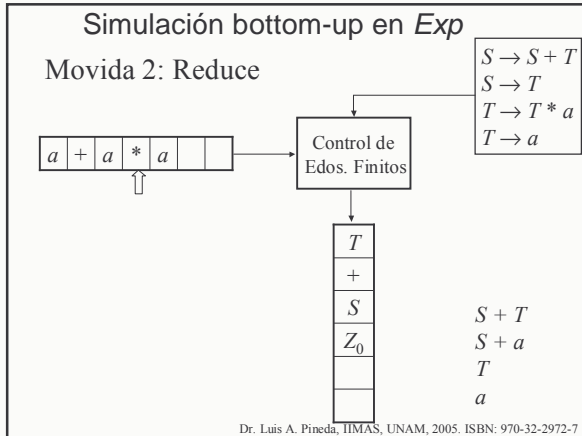 Simulación bottom-up en Exp
Movida 2: Reduce
S → S + T
S → T
T → T * a
T → a
a + a * a
Control de
Edos. Finitos
T
+
S
Z₀
S + T
S + a
T
a
Dr. Luis A. Pineda, IIMAS, UNAM, 2005. ISBN: 970-32-2972-7